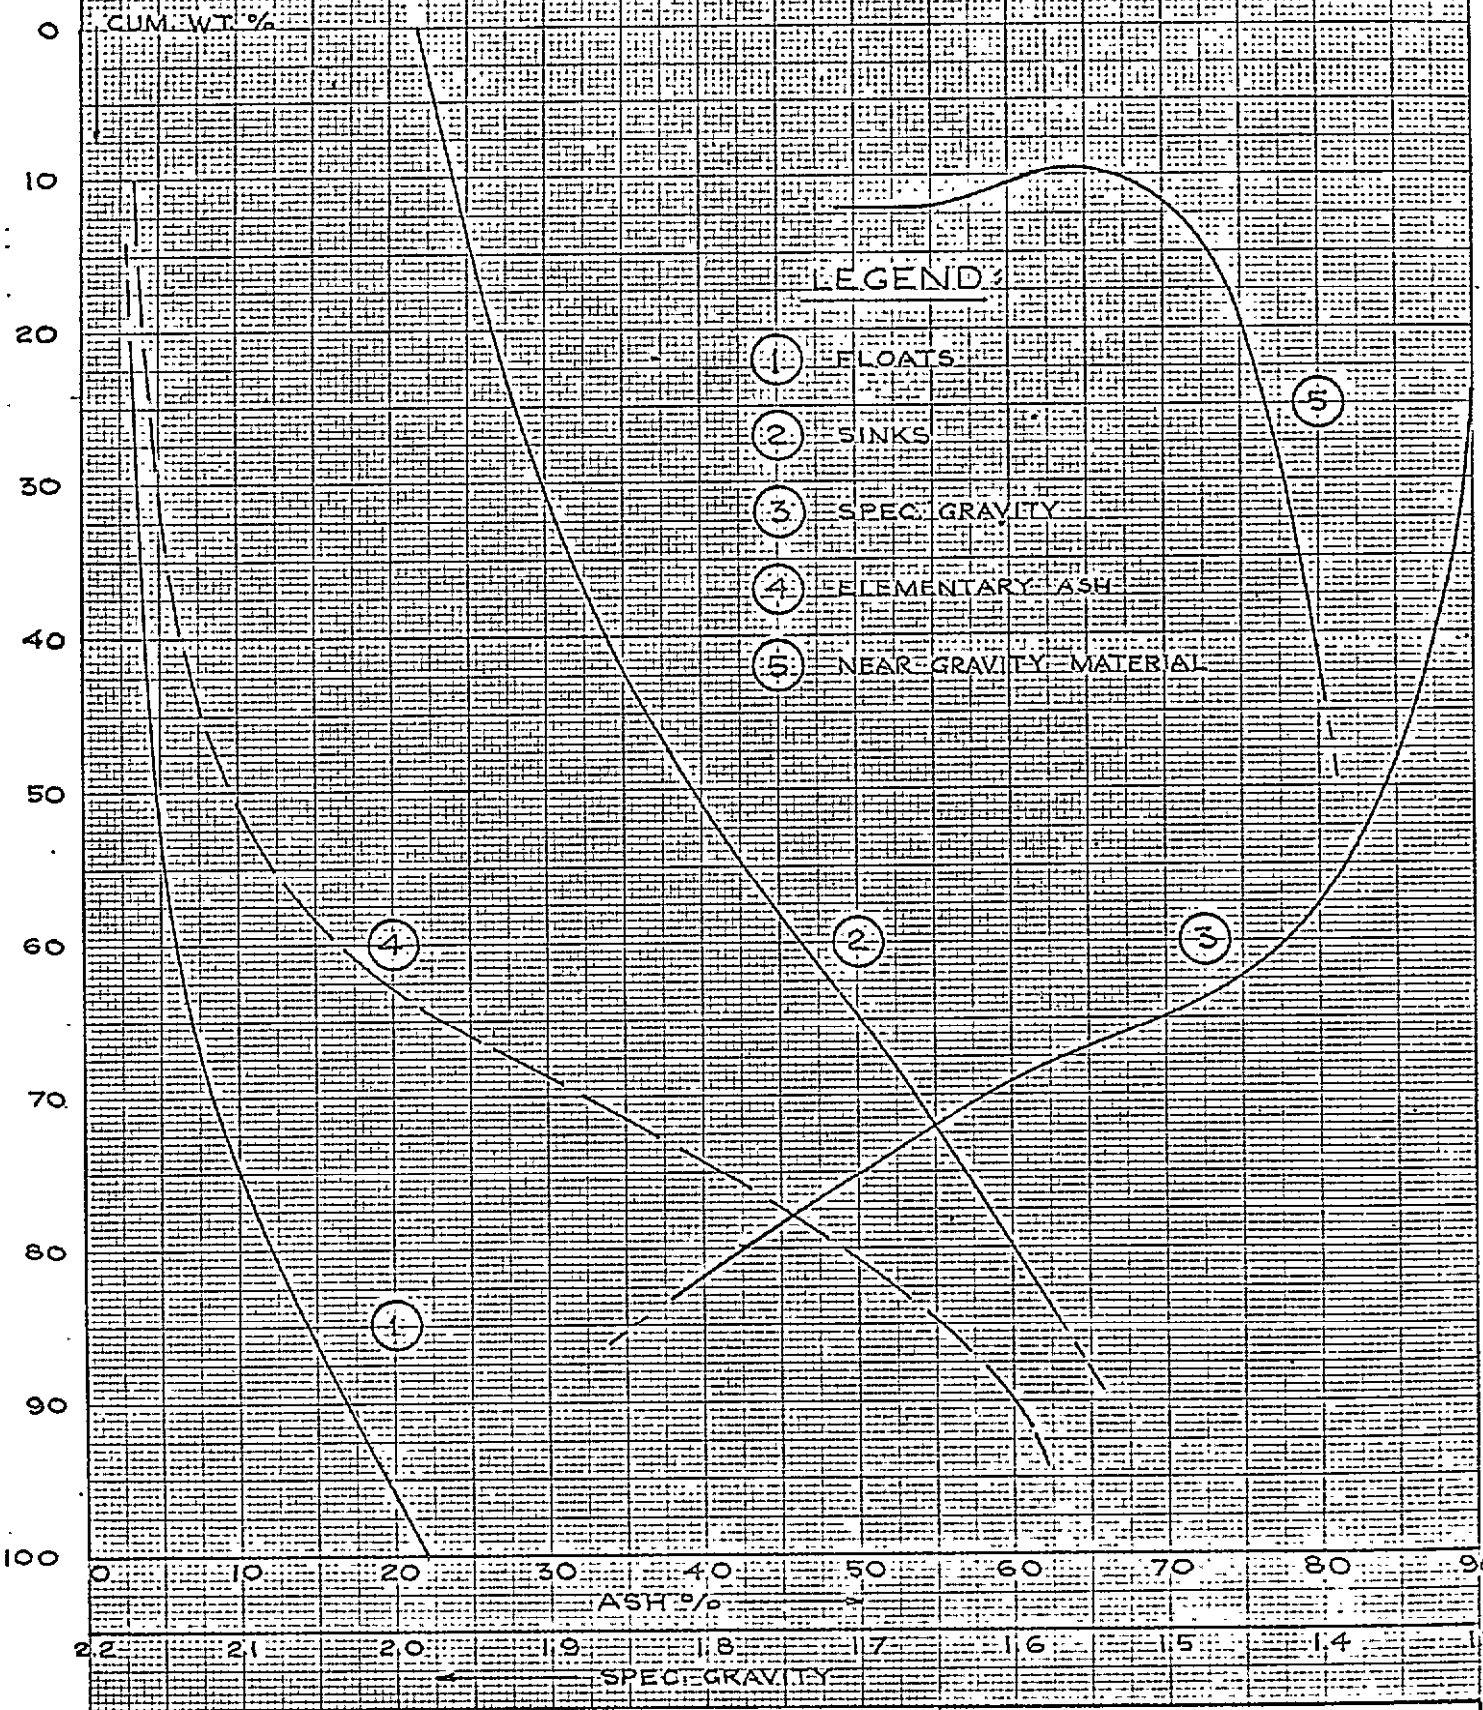 CUM. WT. %
0
10
20
30
40
50
60
70
80
90
100
LEGEND:
1 FLOATS
2 SINKS
3 SPEC. GRAVITY
4 ELEMENTARY ASH
5 NEAR GRAVITY MATERIAL
5
4
2
3
1
0 10 20 30 40 50 60 70 80
ASH %
2.2 2.1 2.0 1.9 1.8 1.7 1.6 1.5 1.4
SPEC. GRAVITY